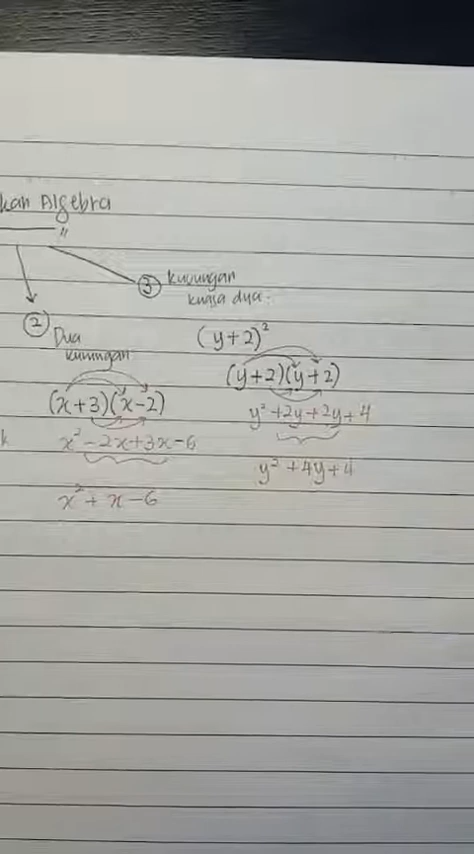 kan Algebra
②
Dua
kurungan
(x+3)(x-2)
x² - 2x + 3x - 6
x² + x - 6
③ kurungan
kuasa dua.
(y+2)²
(y+2)(y+2)
y² + 2y + 2y + 4
y² + 4y + 4